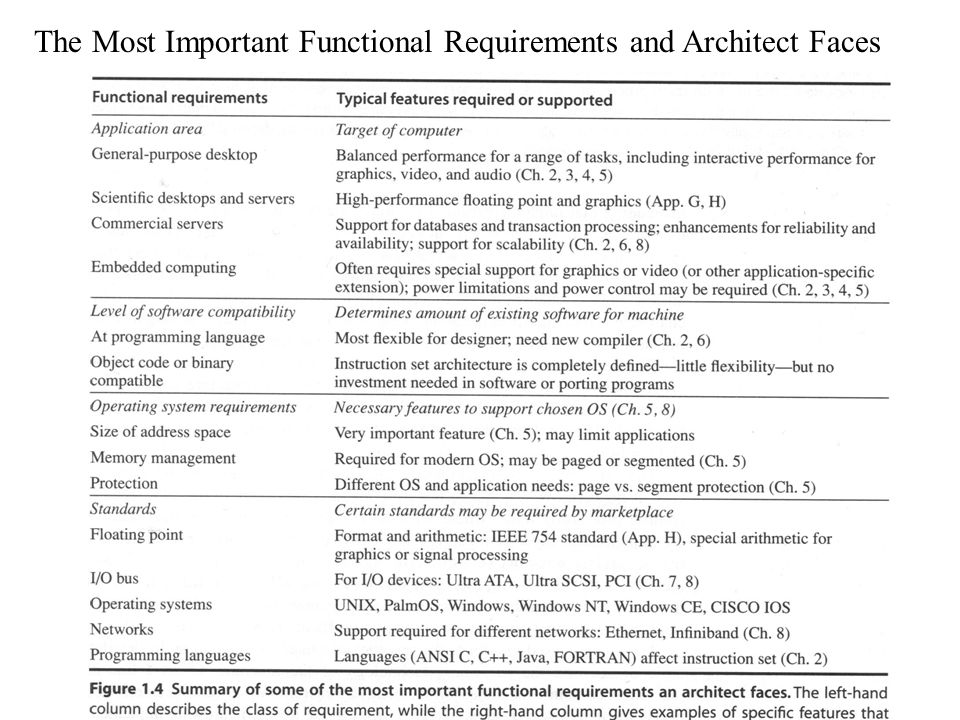 The Most Important Functional Requirements and Architect Faces
Functional requirements Typical features required or supported
Application area Target of computer
General-purpose desktop Balanced performance for a range of tasks, including interactive performance for
graphics, video, and audio (Ch. 2, 3, 4, 5)
Scientific desktops and servers High-performance floating point and graphics (App. G, H)
Commercial servers Support for databases and transaction processing; enhancements for reliability and
availability; support for scalability (Ch. 2, 6, 8)
Embedded computing Often requires special support for graphics or video (or other application-specific
extension); power limitations and power control may be required (Ch. 2, 3, 4, 5)
Level of software compatibility Determines amount of existing software for machine
At programming language Most flexible for designer; need new compiler (Ch. 2, 6)
Object code or binary Instruction set architecture is completely defined—little flexibility—but no
compatible investment needed in software or porting programs
Operating system requirements Necessary features to support chosen OS (Ch. 5, 8)
Size of address space Very important feature (Ch. 5); may limit applications
Memory management Required for modern OS; may be paged or segmented (Ch. 5)
Protection Different OS and application needs: page vs. segment protection (Ch. 5)
Standards Certain standards may be required by marketplace
Floating point Format and arithmetic: IEEE 754 standard (App. H), special arithmetic for
graphics or signal processing
I/O bus For I/O devices: Ultra ATA, Ultra SCSI, PCI (Ch. 7, 8)
Operating systems UNIX, PalmOS, Windows, Windows NT, Windows CE, CISCO IOS
Networks Support required for different networks: Ethernet, Infiniband (Ch. 8)
Programming languages Languages (ANSI C, C++, Java, FORTRAN) affect instruction set (Ch. 2)
Figure 1.4 Summary of some of the most important functional requirements an architect faces. The left-hand
column describes the class of requirement, while the right-hand column gives examples of specific features that